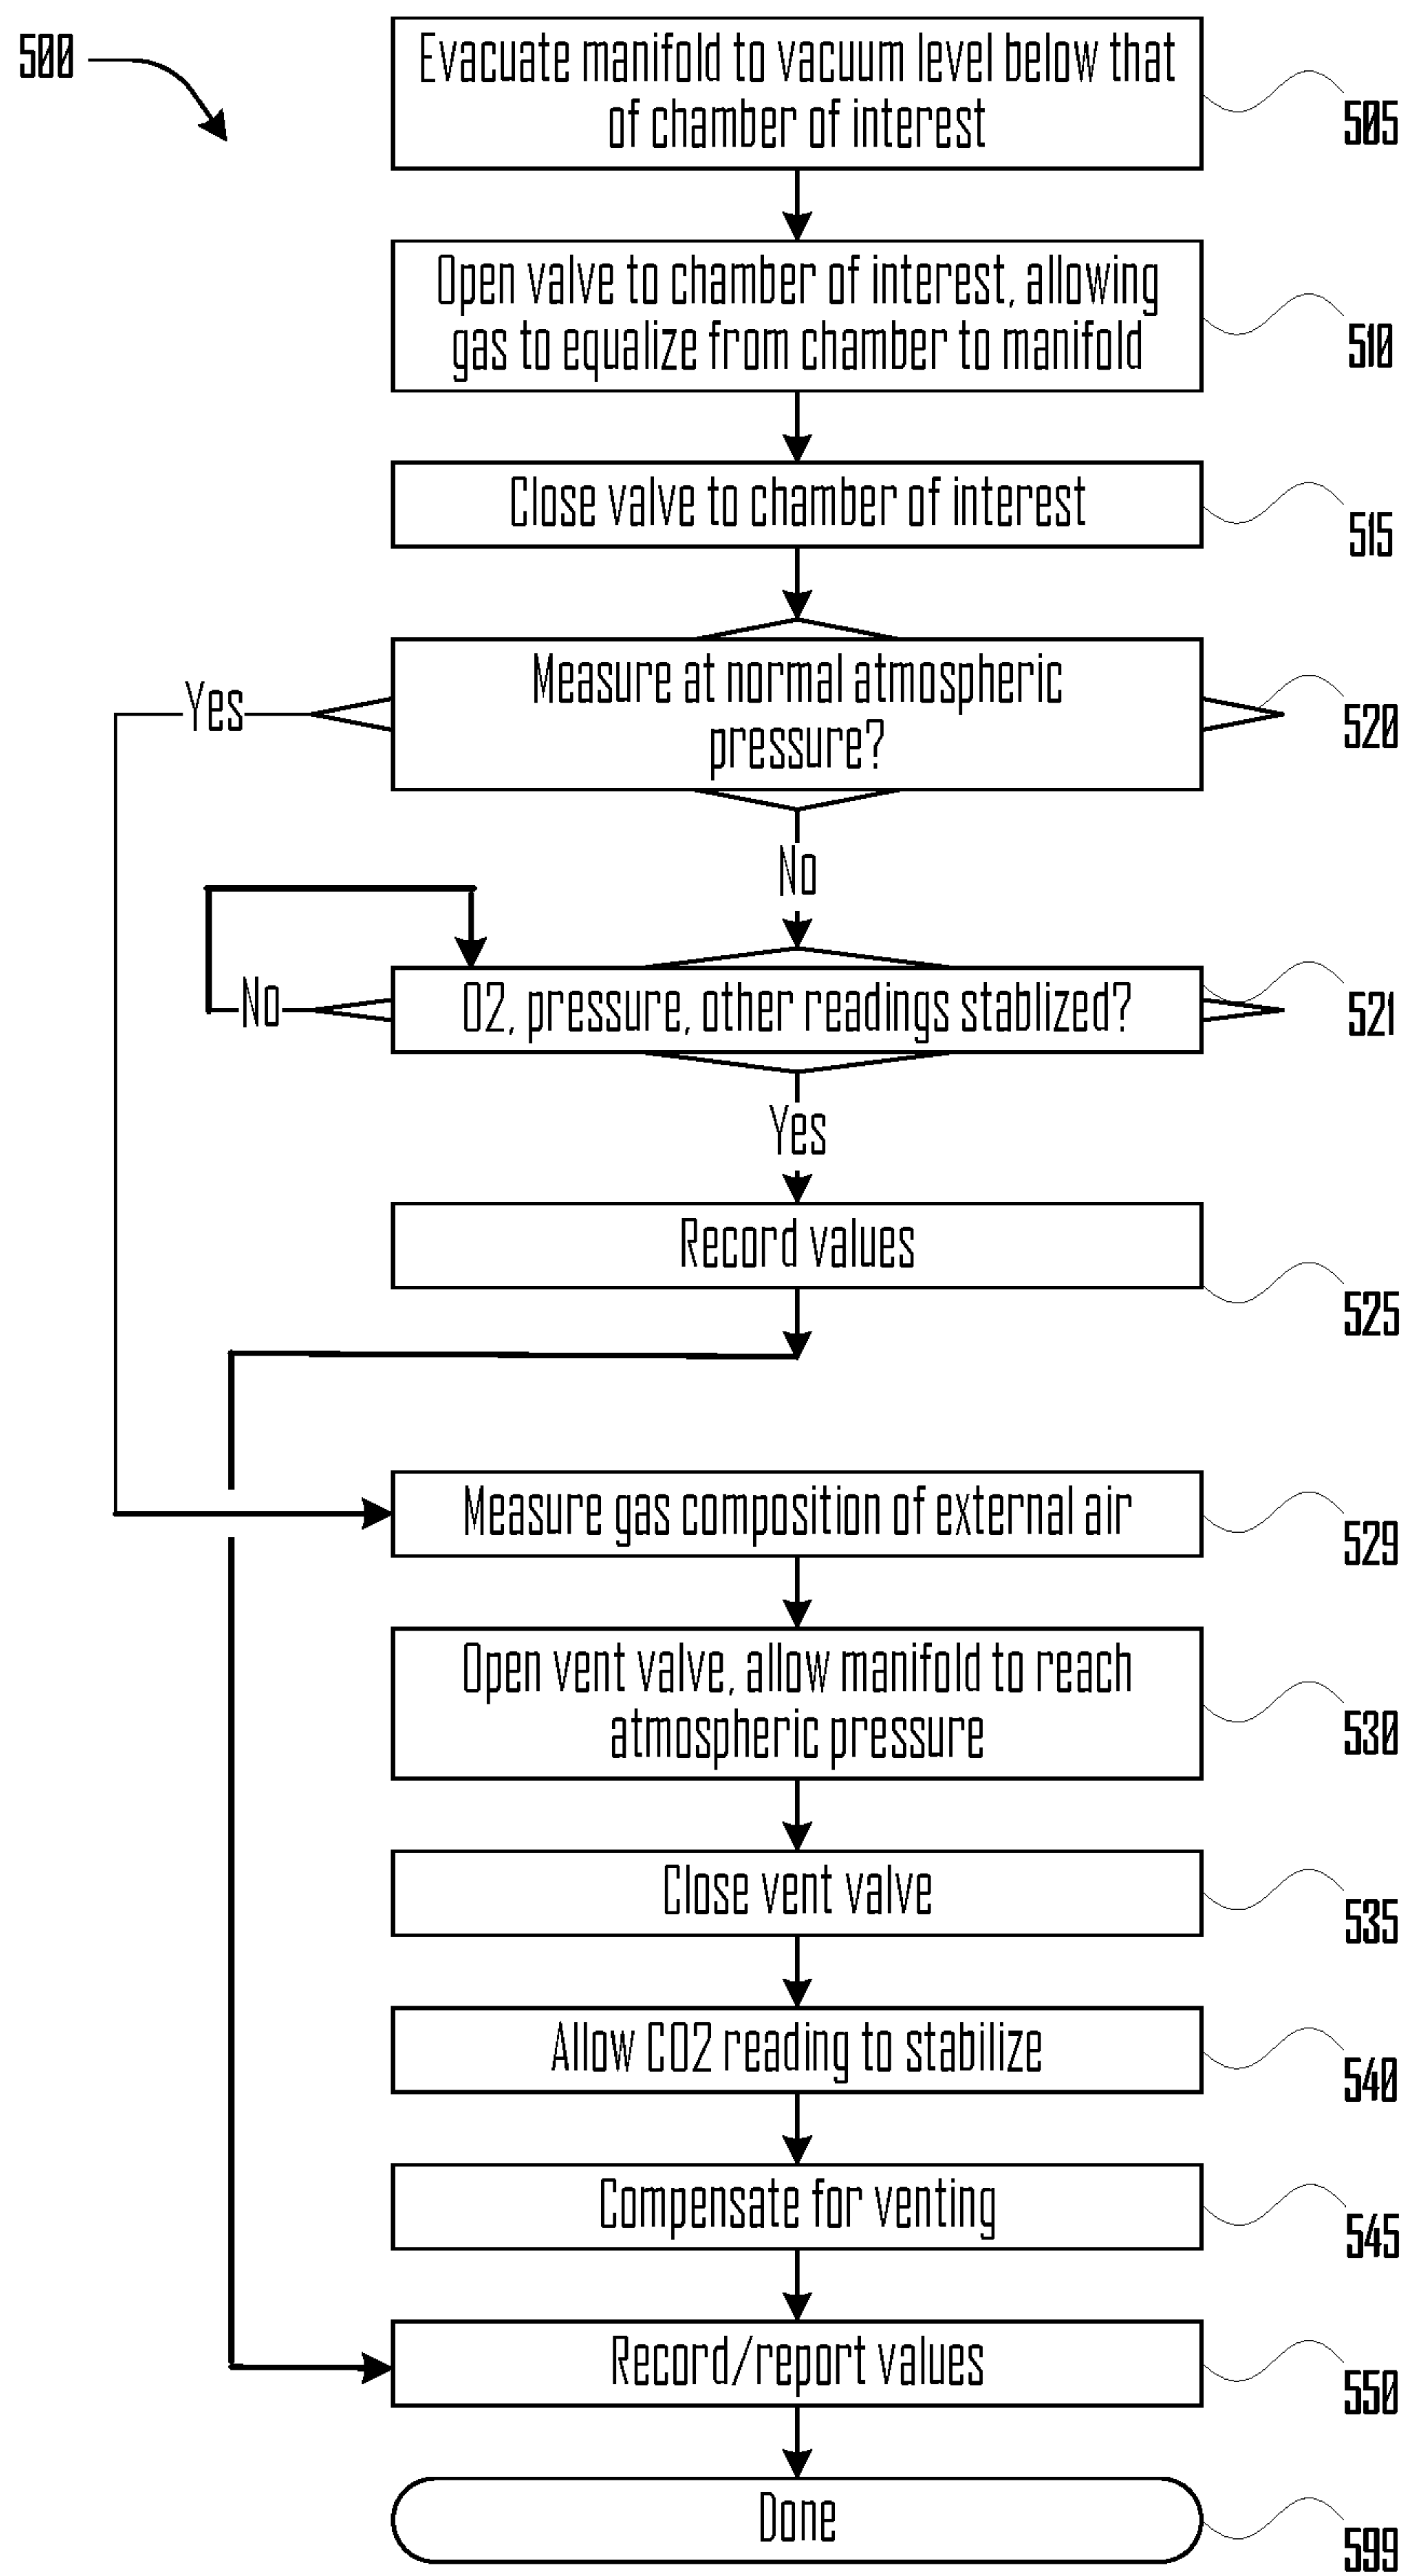 500
Evacuate manifold to vacuum level below that
of chamber of interest
505
Open valve to chamber of interest, allowing
gas to equalize from chamber to manifold
510
Close valve to chamber of interest
515
Measure at normal atmospheric
pressure?
520
Yes
No
O2, pressure, other readings stablized?
521
No
Yes
Record values
525
Measure gas composition of external air
529
Open vent valve, allow manifold to reach
atmospheric pressure
530
Close vent valve
535
Allow CO2 reading to stabilize
540
Compensate for venting
545
Record/report values
550
Done
599